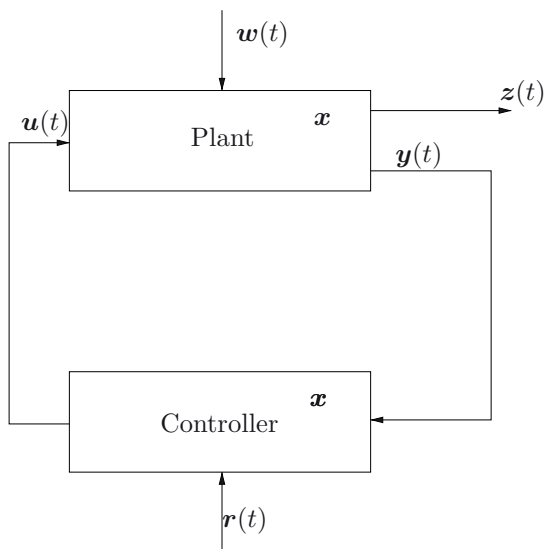 w(t)
z(t)
x
u(t)
Plant
y(t)
x
Controller
r(t)